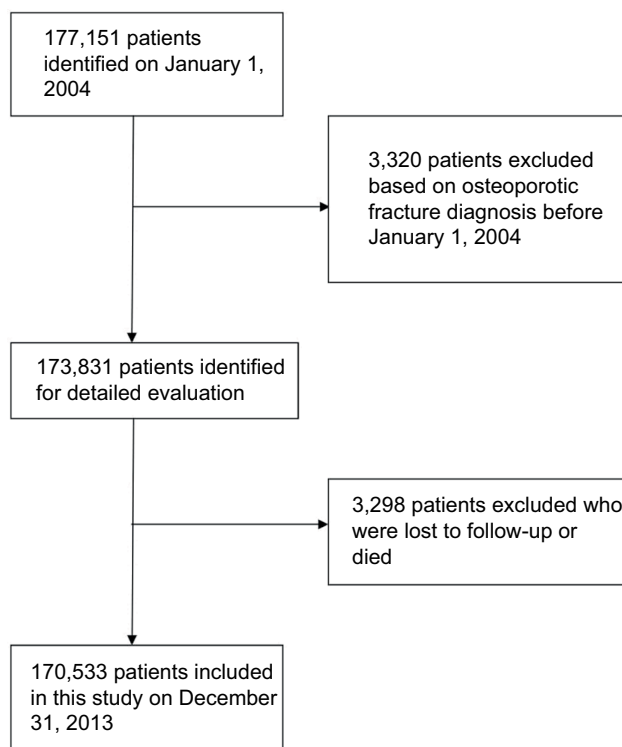 177,151 patients
identified on January 1,
2004
3,320 patients excluded
based on osteoporotic
fracture diagnosis before
January 1, 2004
173,831 patients identified
for detailed evaluation
3,298 patients excluded who
were lost to follow-up or
died
170,533 patients included
in this study on December
31, 2013